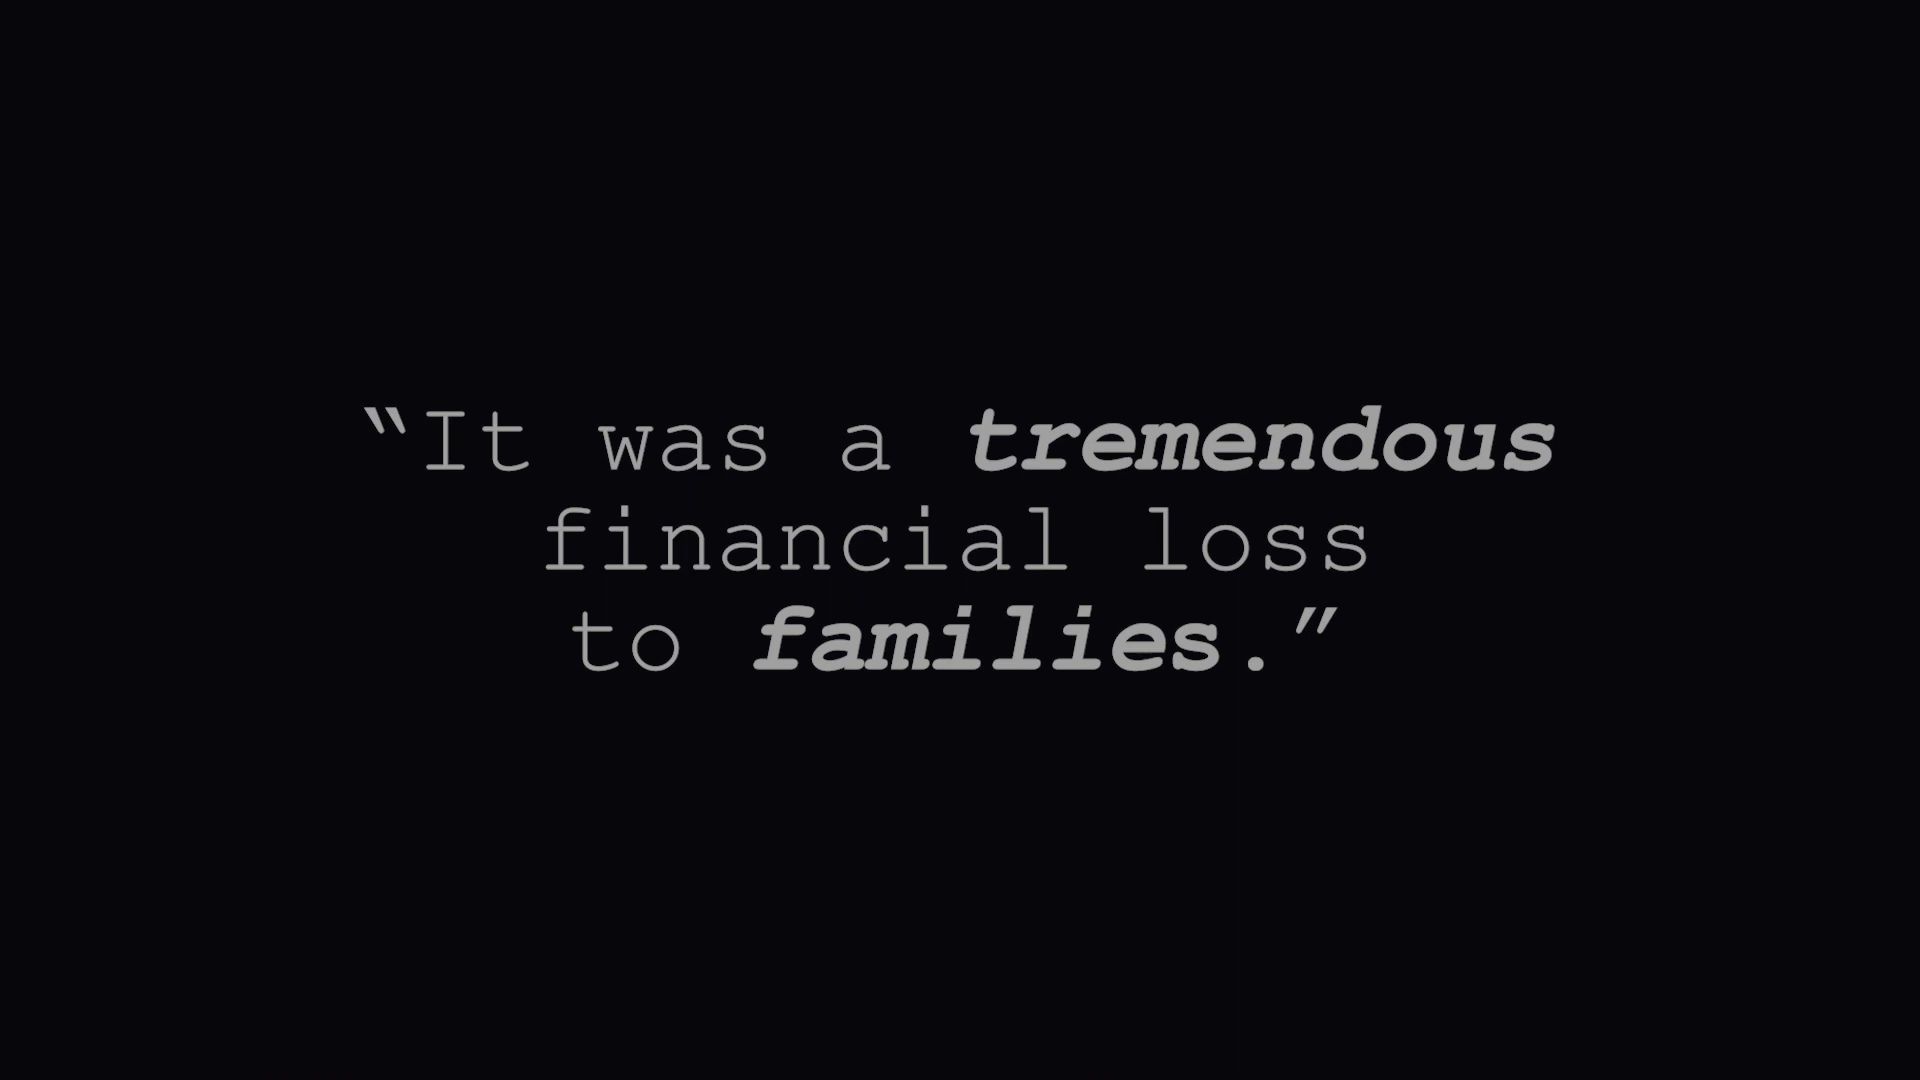 “It was a tremendous
financial loss
to families.”